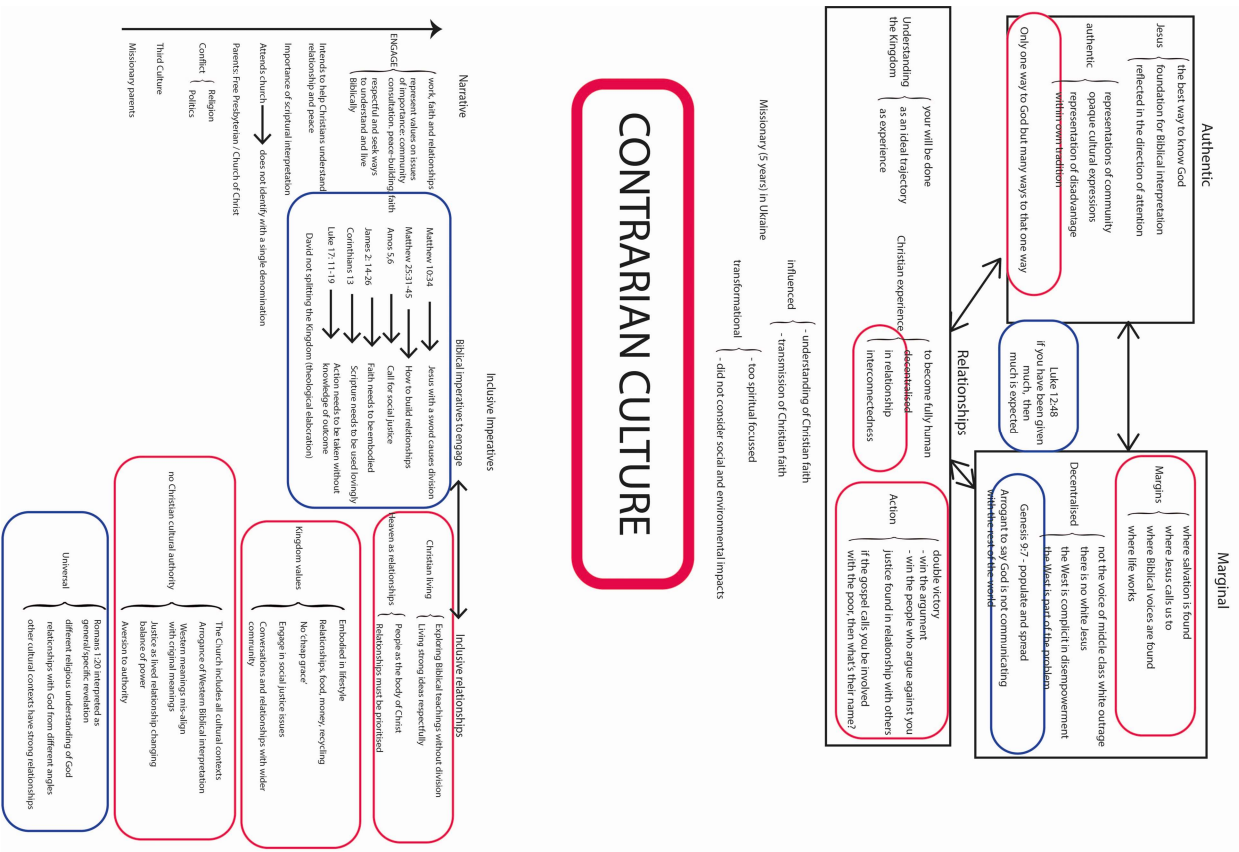 Authentic
Jesus
the best way to know God
foundation for Biblical interpretation
reflected in the direction of attention
authentic
representations of community
opaque cultural expressions
representation of disadvantage
within own tradition
Only one way to God but many ways to that one way
Luke 12:48
if you have been given
much, then
much is expected
Marginal
Margins
where salvation is found
where Jesus calls us to
where Biblical voices are found
where life works
Decentralised
not the voice of middle class white outrage
there is no white Jesus
the West is complicit in disempowerment
the West is part of the problem
Genesis 9:7 - populate and spread
Arrogant to say God is not communicating
with the rest of the world
Relationships
Understanding
the Kingdom
your will be done
as an ideal trajectory
as experience
Christian experience
to become fully human
decentralised
in relationship
interconnectedness
Action
double victory
- win the argument
- win the people who argue against you
justice found in relationship with others
if the gospel calls you be involved
with the poor, then what's their name?
Missionary (5 years) in Ukraine
influenced
- understanding of Christian faith
- transmission of Christian faith
transformational
- too spiritual focussed
- did not consider social and environmental impacts
CONTRARIAN CULTURE
Inclusive Imperatives
Narrative
ENGAGE
work, faith and relationships
represent values on issues
of importance: community
consultation, peace-building, faith
respectful and seek ways
to understand and live
Biblically
Intends to help Christians understand
relationship and peace
Importance of scriptural interpretation
Attends church
does not identify with a single denomination
Parents: Free Presbyterian / Church of Christ
Conflict
Religion
Politics
Third Culture
Missionary parents
Biblical imperatives to engage
Matthew 10:34
Jesus with a sword causes division
Matthew 25:31-45
How to build relationships
Amos 5,6
Call for social justice
James 2: 14-26
Faith needs to be embodied
Corinthians 13
Scripture needs to be used lovingly
Luke 17: 11-19
Action needs to be taken without
knowledge of outcome
David not splitting the Kingdom (theological elaboration)
Inclusive relationships
Christian living
Exploring Biblical teachings without division
Living strong ideas respectfully
Heaven as relationships
People as the body of Christ
Relationships must be prioritised
Kingdom values
Embodied in lifestyle
Relationships, food, money, recycling
No 'cheap grace'
Engage in social justice issues
Conversations and relationships with wider
community
no Christian cultural authority
The Church includes all cultural contexts
Arrogance of Western Biblical interpretation
Western meanings mis-align
with original meanings
Justice as lived relationship changing
balance of power
Aversion to authority
Universal
Romans 1:20 interpreted as
general/specific revelation
different religious understanding of God
relationships with God from different angles
other cultural contexts have strong relationships